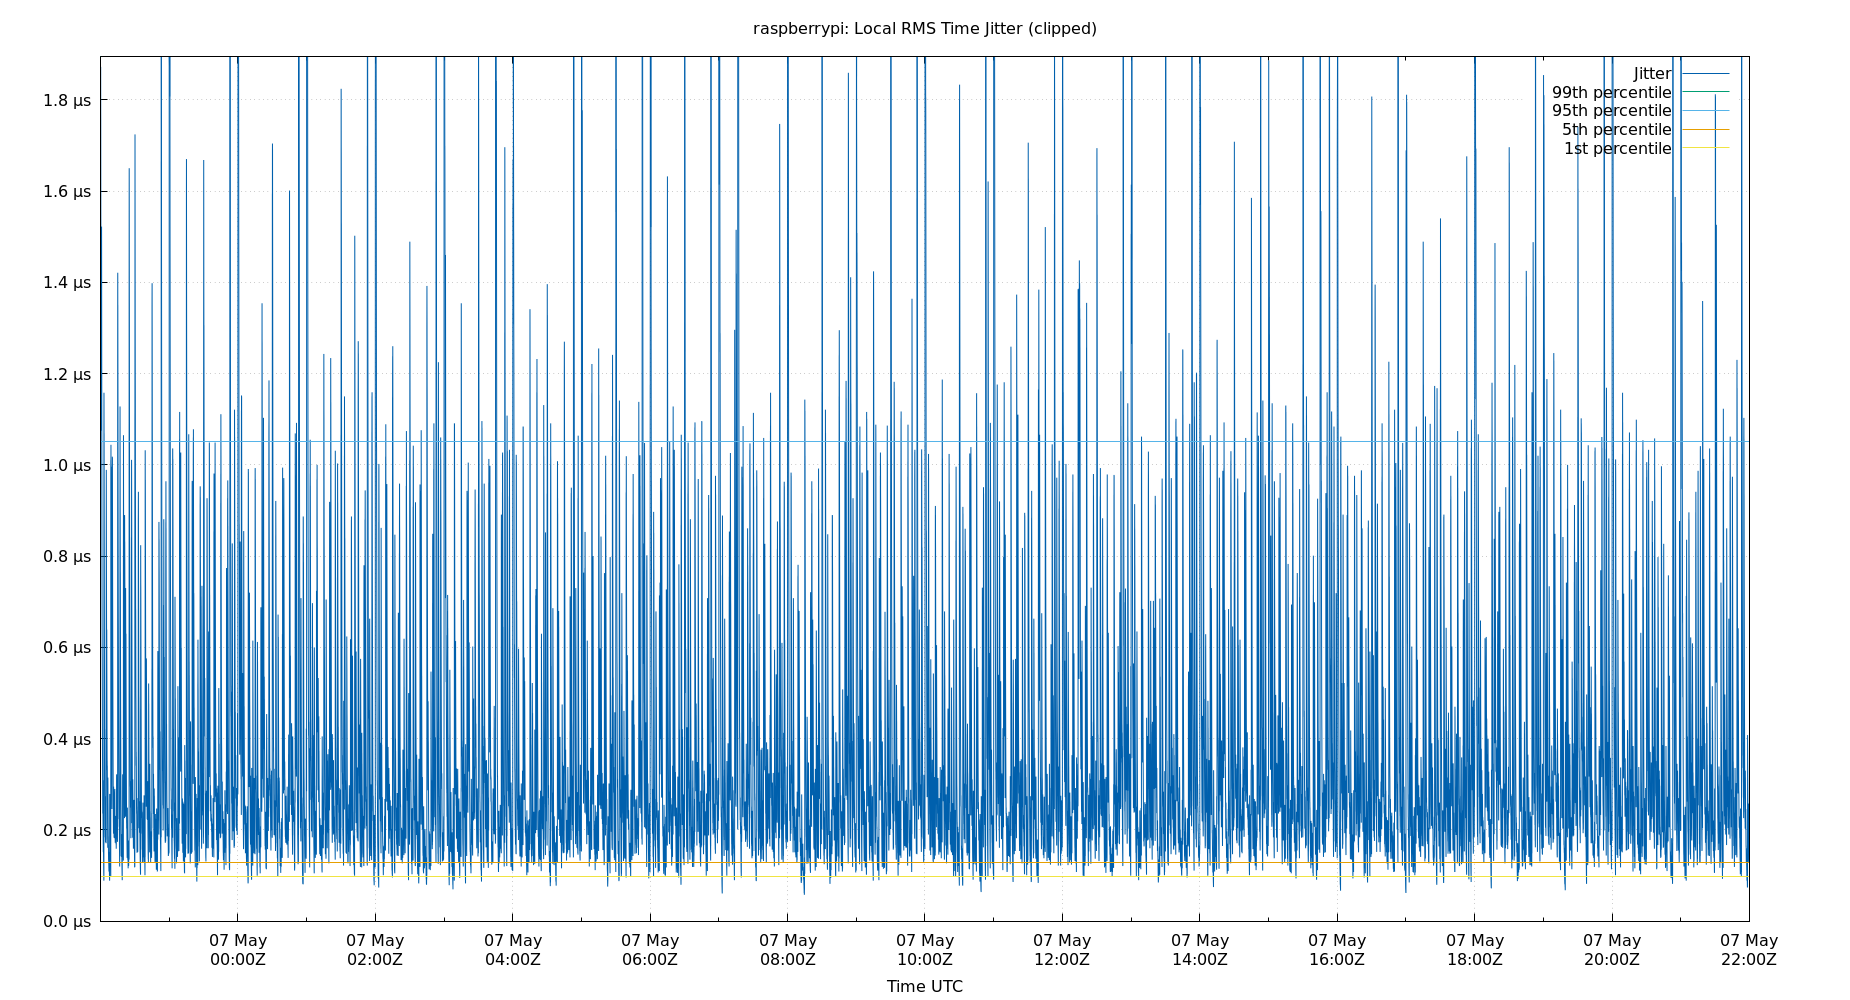 raspberrypi: Local RMS Time Jitter (clipped)
Jitter
99th percentile
95th percentile
5th percentile
1st percentile
1.8 µs
1.6 µs
1.4 µs
1.2 µs
1.0 µs
0.8 µs
0.6 µs
0.4 µs
0.2 µs
0.0 µs
07 May 07 May 07 May 07 May 07 May 07 May 07 May 07 May 07 May 07 May 07 May 07 May
00:00Z 02:00Z 04:00Z 06:00Z 08:00Z 10:00Z 12:00Z 14:00Z 16:00Z 18:00Z 20:00Z 22:00Z
Time UTC